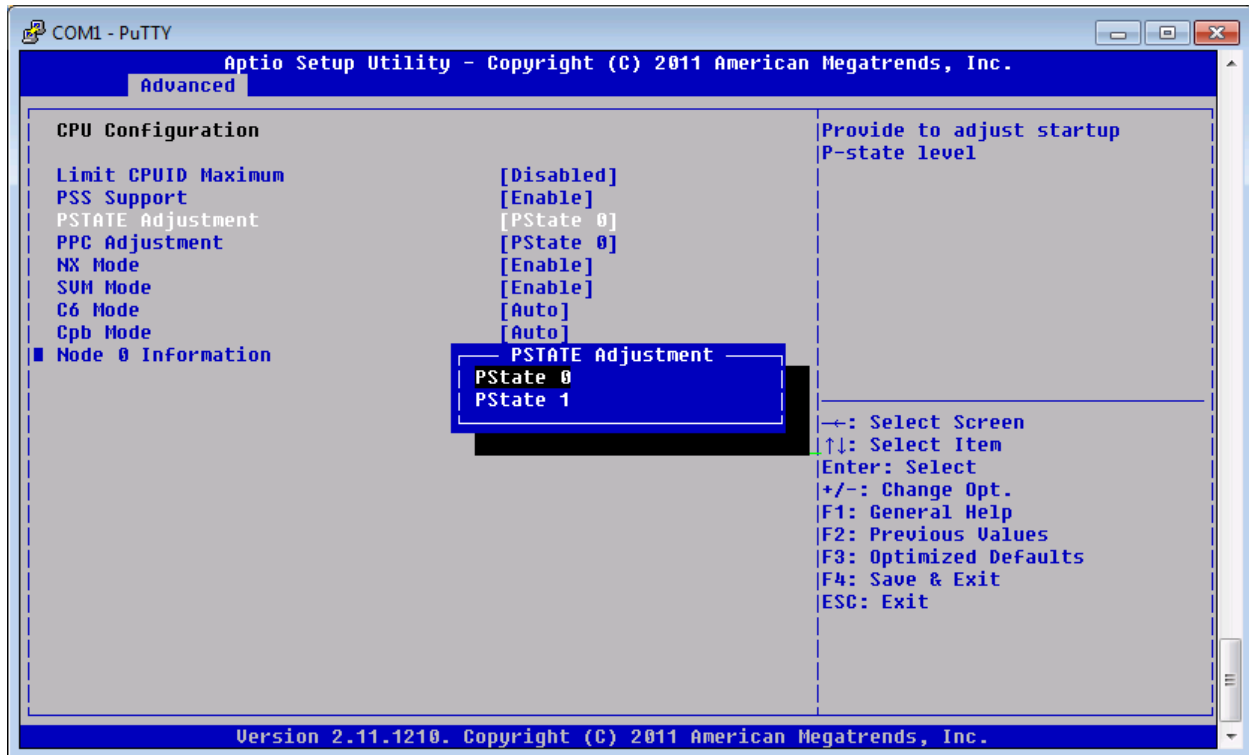 COM1 - PuTTY
Aptio Setup Utility - Copyright (C) 2011 American Megatrends, Inc.
Advanced
CPU Configuration
Limit CPUID Maximum [Disabled]
PSS Support [Enable]
PSTATE Adjustment [PState 0]
PPC Adjustment [PState 0]
NX Mode [Enable]
SVM Mode [Enable]
C6 Mode [Auto]
Cpb Mode [Auto]
Node 0 Information
PSTATE Adjustment
PState 0
PState 1
Provide to adjust startup
P-state level
→←: Select Screen
↑↓: Select Item
Enter: Select
+/-: Change Opt.
F1: General Help
F2: Previous Values
F3: Optimized Defaults
F4: Save & Exit
ESC: Exit
Version 2.11.1210. Copyright (C) 2011 American Megatrends, Inc.